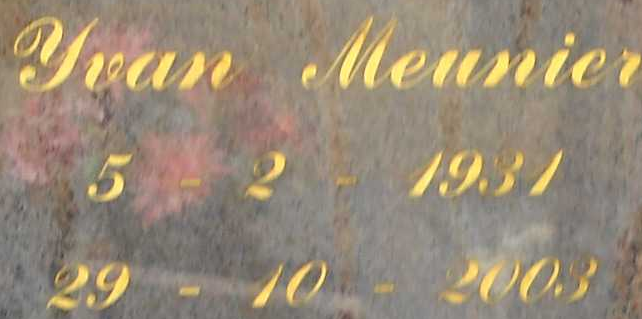 Yvan Meunier
5 - 2 - 1931
29 - 10 - 2003